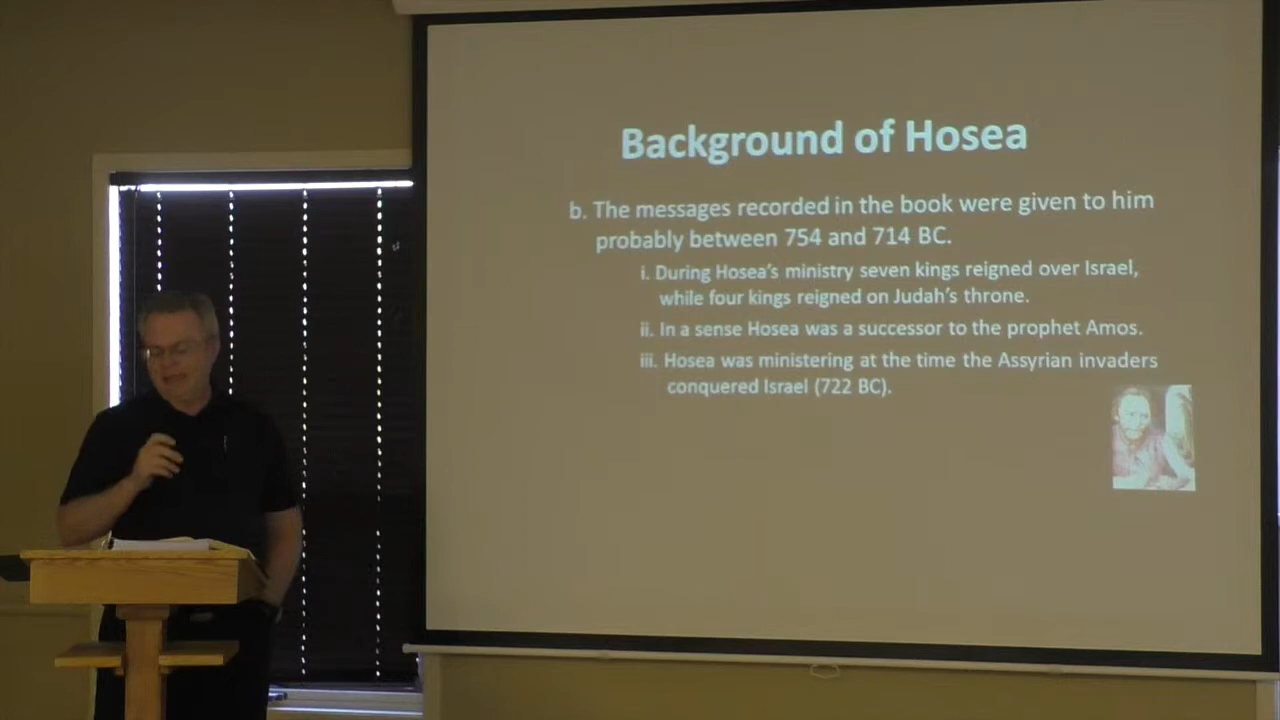 Background of Hosea
b. The messages recorded in the book were given to him
probably between 754 and 714 BC.
i. During Hosea's ministry seven kings reigned over Israel,
while four kings reigned on Judah's throne.
ii. In a sense Hosea was a successor to the prophet Amos.
iii. Hosea was ministering at the time the Assyrian invaders
conquered Israel (722 BC).